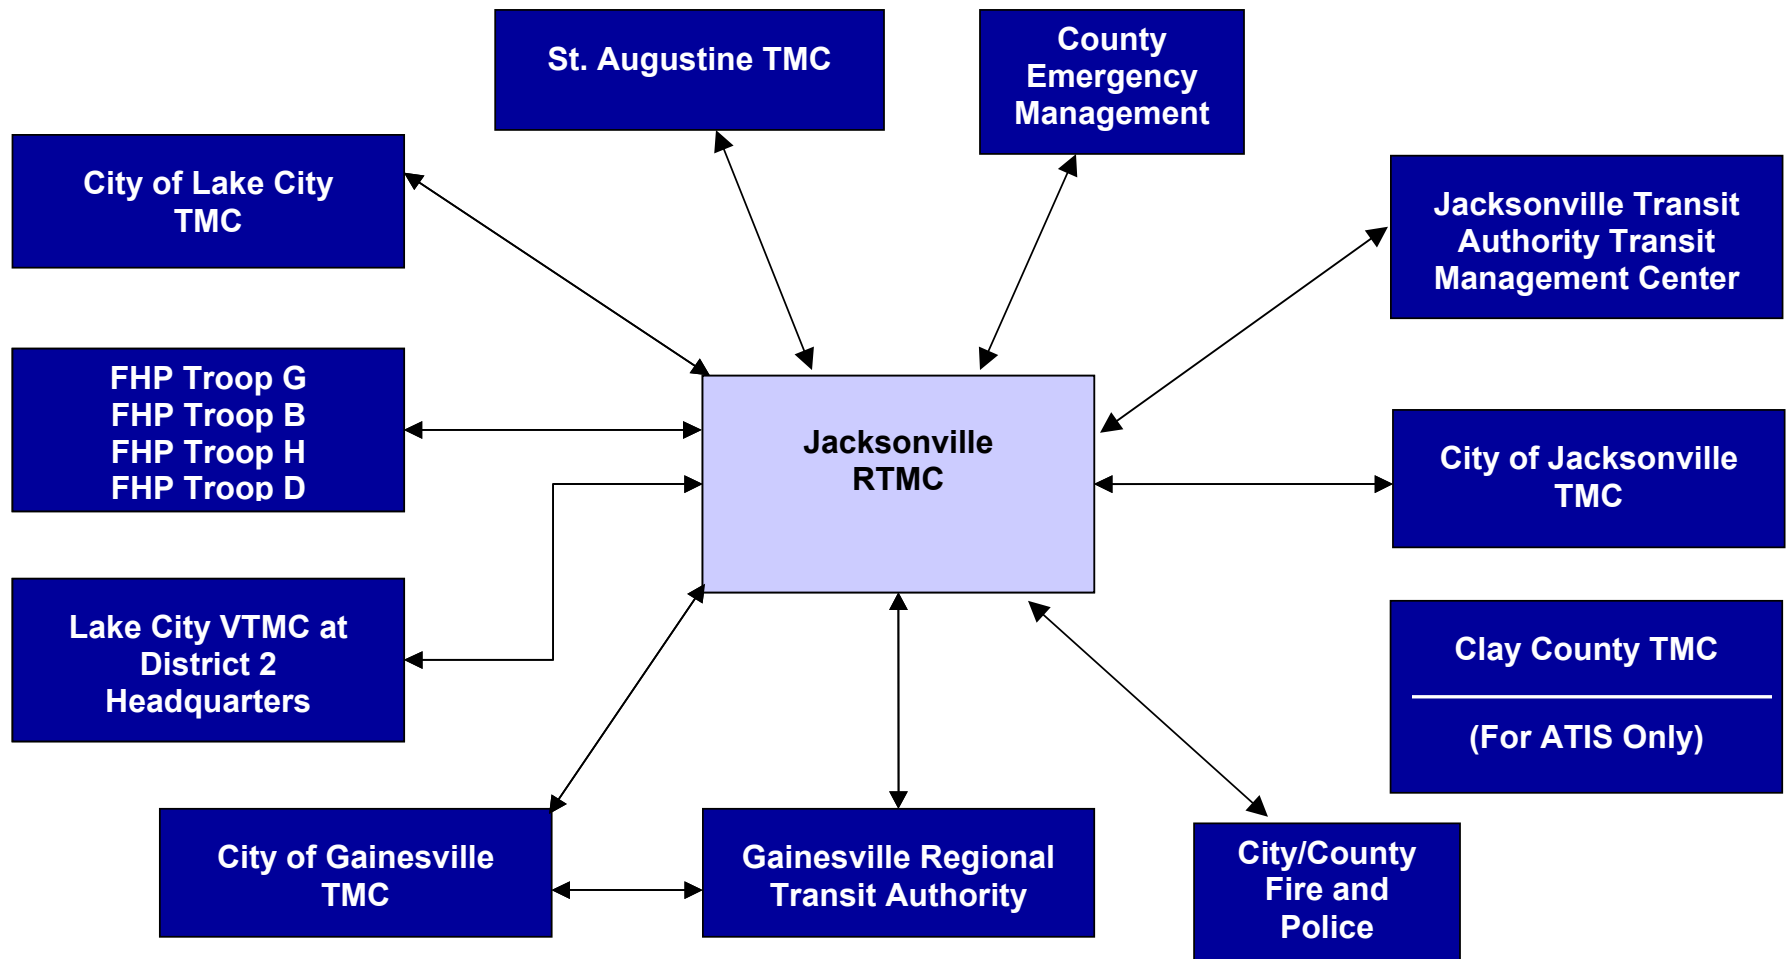 St. Augustine TMC
County
Emergency
Management
City of Lake City
TMC
Jacksonville Transit
Authority Transit
Management Center
FHP Troop G
FHP Troop B
FHP Troop H
FHP Troop D
Jacksonville
RTMC
City of Jacksonville
TMC
Lake City VTMC at
District 2
Headquarters
Clay County TMC
(For ATIS Only)
City of Gainesville
TMC
Gainesville Regional
Transit Authority
City/County
Fire and
Police